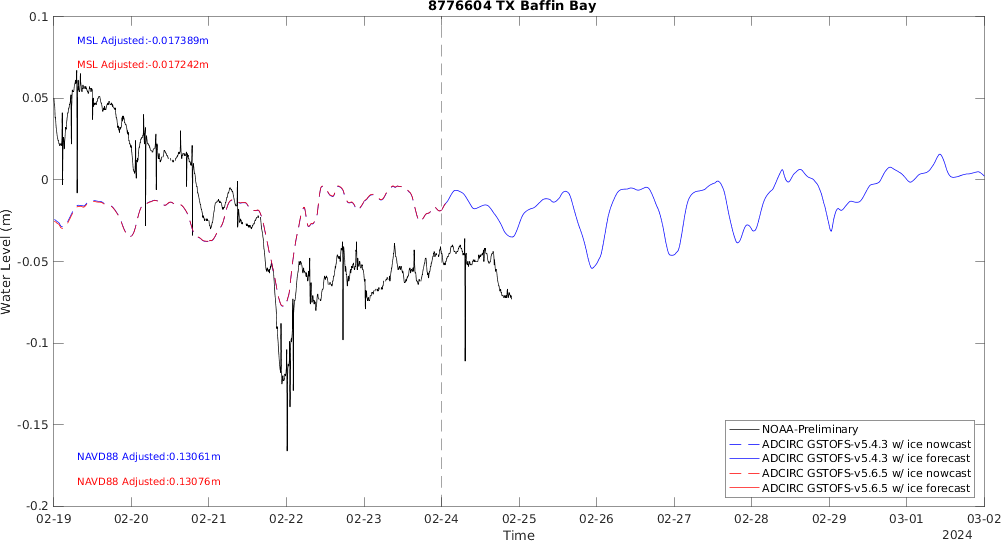 8776604 TX Baffin Bay
0.1
MSL Adjusted:-0.017389m
MSL Adjusted:-0.017242m
0.05
0
-0.05
-0.1
-0.15
-0.2
Water Level (m)
NAVD88 Adjusted:0.13061m
NAVD88 Adjusted:0.13076m
NOAA-Preliminary
ADCIRC GSTOFS-v5.4.3 w/ ice nowcast
ADCIRC GSTOFS-v5.4.3 w/ ice forecast
ADCIRC GSTOFS-v5.6.5 w/ ice nowcast
ADCIRC GSTOFS-v5.6.5 w/ ice forecast
02-19 02-20 02-21 02-22 02-23 02-24 02-25 02-26 02-27 02-28 02-29 03-01 03-02
Time
2024